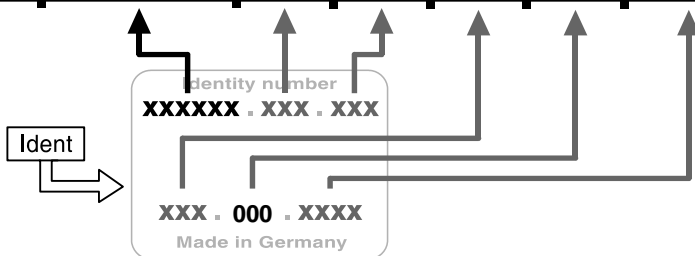 Identity number
xxxxxx . xxx . xxx
Ident
xxx . 000 . xxxx
Made in Germany